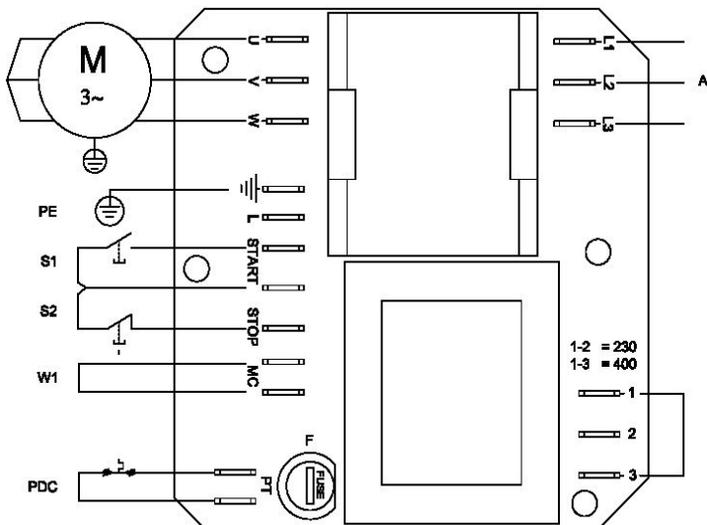 M
3~
U
V
W
L1
L2
L3
A
PE
L
START
S1
S2
STOP
W1
MC
1-2 = 230
1-3 = 400
1
2
3
F
FUSE
PT
PDC